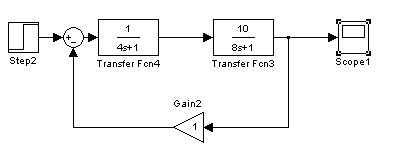 +
−
1
4s+1
10
8s+1
Step2
Transfer Fcn4
Transfer Fcn3
Scope1
Gain2
1